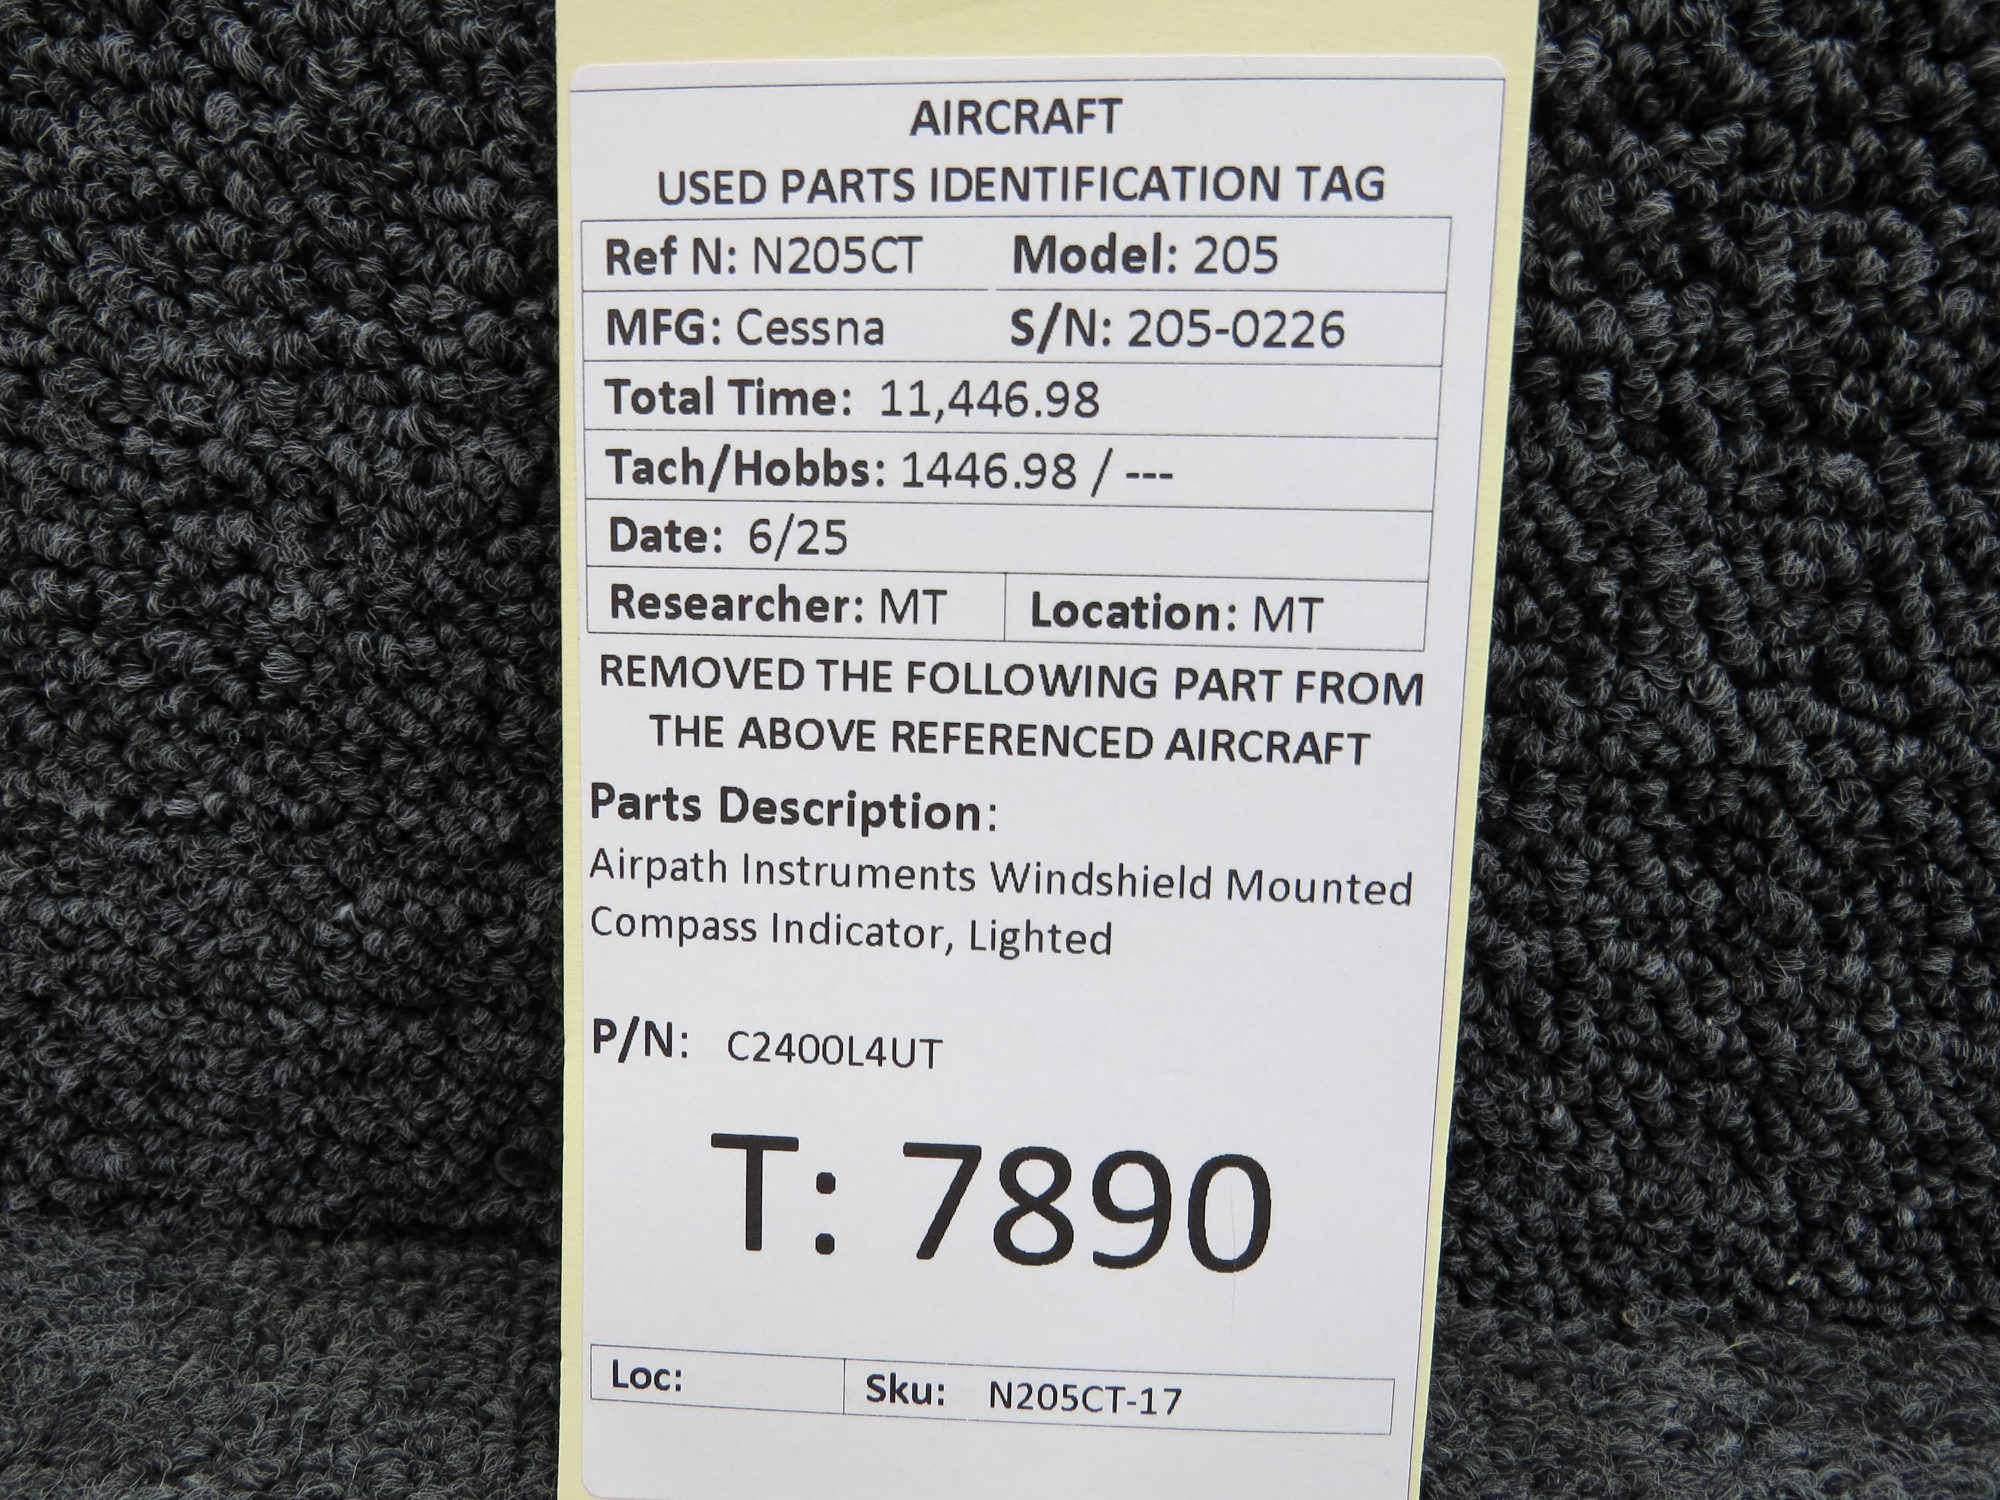 AIRCRAFT
USED PARTS IDENTIFICATION TAG
Ref N: N205CT Model: 205
MFG: Cessna S/N: 205-0226
Total Time: 11,446.98
Tach/Hobbs: 1446.98 / ---
Date: 6/25
Researcher: MT Location: MT
REMOVED THE FOLLOWING PART FROM
THE ABOVE REFERENCED AIRCRAFT
Parts Description:
Airpath Instruments Windshield Mounted
Compass Indicator, Lighted
P/N: C2400L4UT
T: 7890
Loc: Sku: N205CT-17